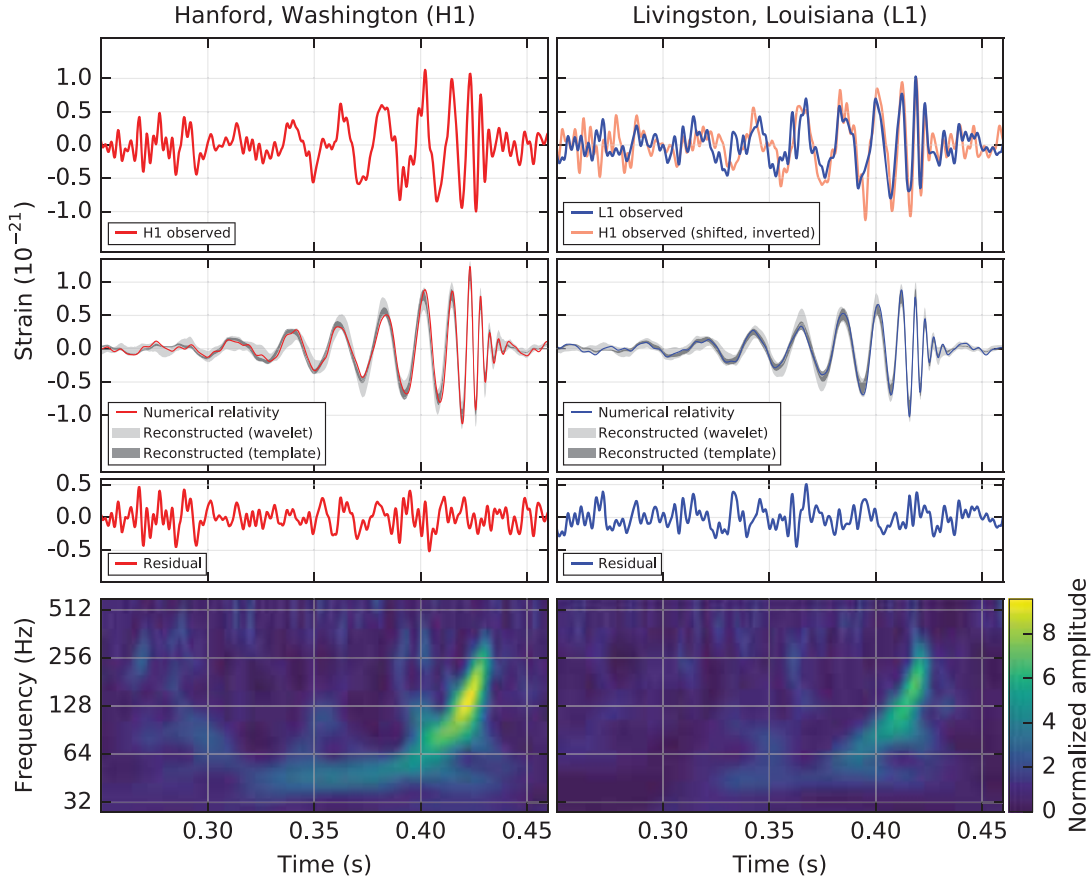 Hanford, Washington (H1)
Livingston, Louisiana (L1)
Strain (10⁻²¹)
1.0
0.5
0.0
-0.5
-1.0
H1 observed
L1 observed
H1 observed (shifted, inverted)
1.0
0.5
0.0
-0.5
-1.0
Numerical relativity
Reconstructed (wavelet)
Reconstructed (template)
Numerical relativity
Reconstructed (wavelet)
Reconstructed (template)
0.5
0.0
-0.5
Residual
Residual
Frequency (Hz)
512
256
128
64
32
0.30
0.35
0.40
0.45
Time (s)
0.30
0.35
0.40
0.45
Time (s)
8
6
4
2
0
Normalized amplitude